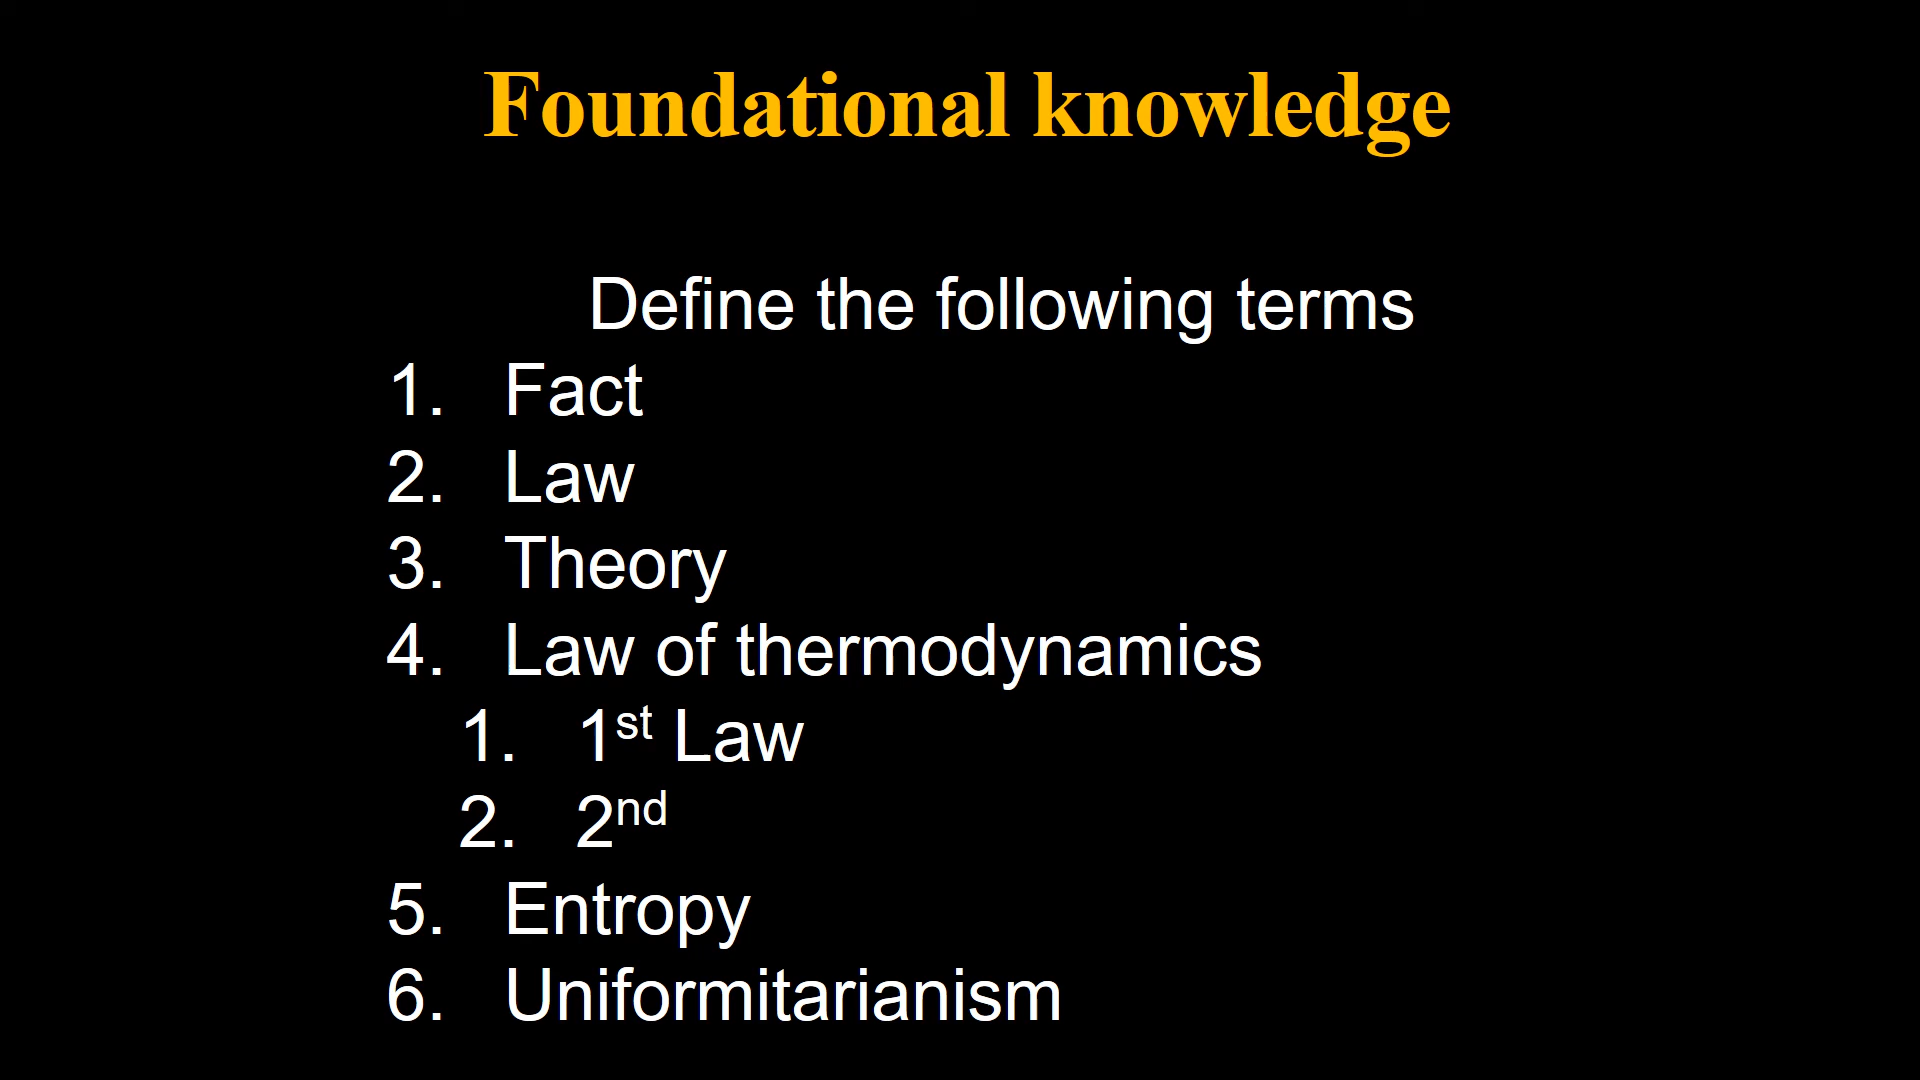 Foundational knowledge
Define the following terms
1. Fact
2. Law
3. Theory
4. Law of thermodynamics
1. 1st Law
2. 2nd
5. Entropy
6. Uniformitarianism